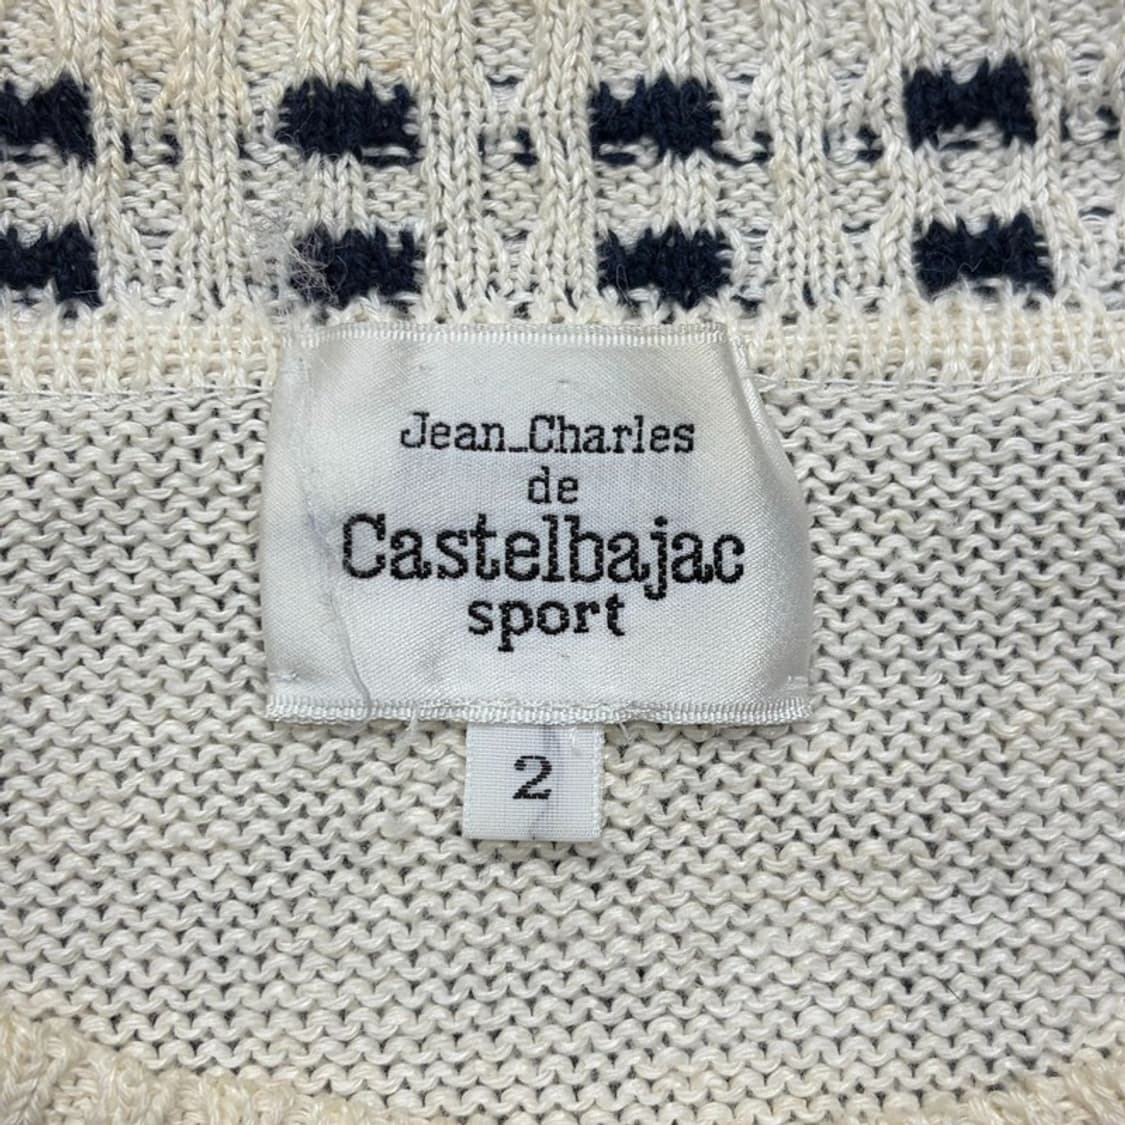 Jean_Charles
de
Castelbajac
sport
2